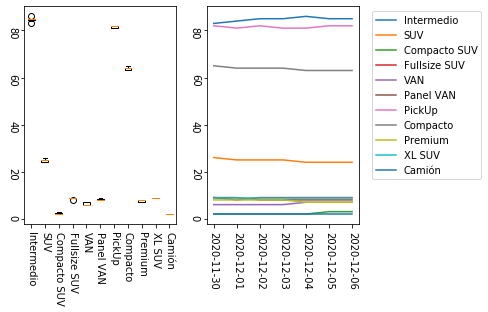 80
60
40
20
0
Intermedio
SUV
Compacto SUV
Fullsize SUV
VAN
Panel VAN
PickUp
Compacto
Premium
XL SUV
Camión
80
60
40
20
0
2020-11-30
2020-12-01
2020-12-02
2020-12-03
2020-12-04
2020-12-05
2020-12-06
Intermedio
SUV
Compacto SUV
Fullsize SUV
VAN
Panel VAN
PickUp
Compacto
Premium
XL SUV
Camión